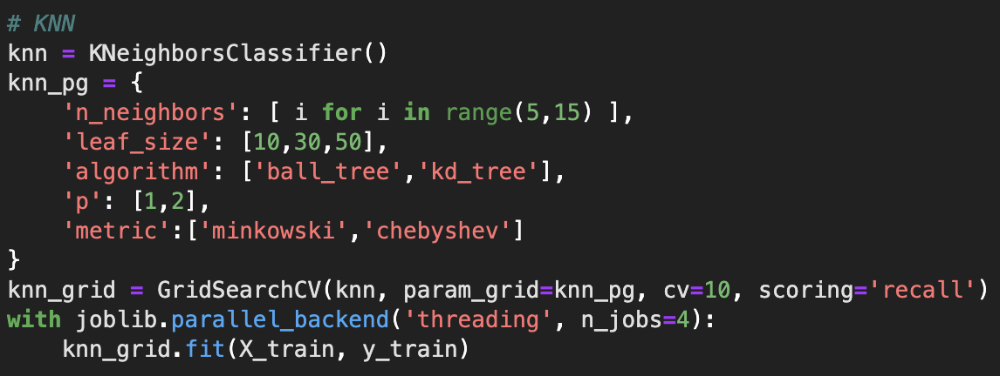 # KNN
knn = KNeighborsClassifier()
knn_pg = {
    'n_neighbors': [ i for i in range(5,15) ],
    'leaf_size': [10,30,50],
    'algorithm': ['ball_tree','kd_tree'],
    'p': [1,2],
    'metric':['minkowski','chebyshev']
}
knn_grid = GridSearchCV(knn, param_grid=knn_pg, cv=10, scoring='recall')
with joblib.parallel_backend('threading', n_jobs=4):
    knn_grid.fit(X_train, y_train)